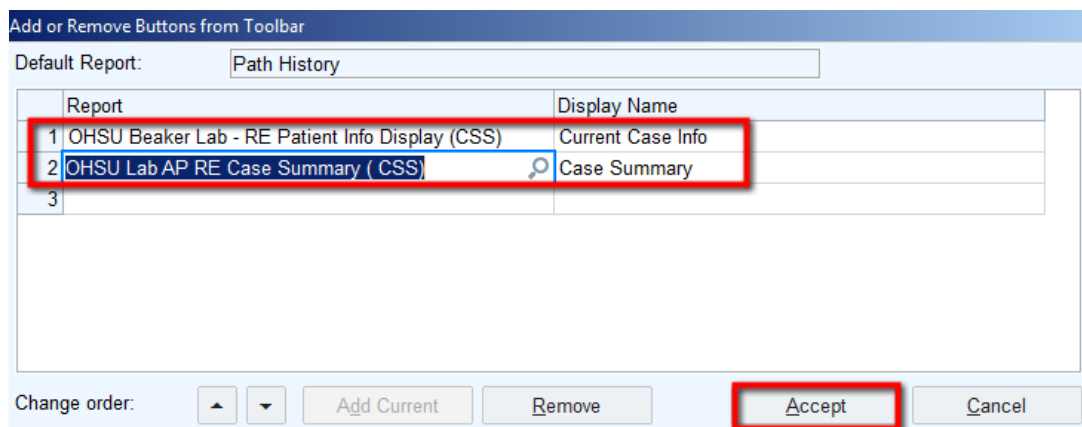 Add or Remove Buttons from Toolbar
Default Report: Path History
Report Display Name
1 OHSU Beaker Lab - RE Patient Info Display (CSS) Current Case Info
2 OHSU Lab AP RE Case Summary ( CSS) Case Summary
3
Change order: Add Current Remove Accept Cancel